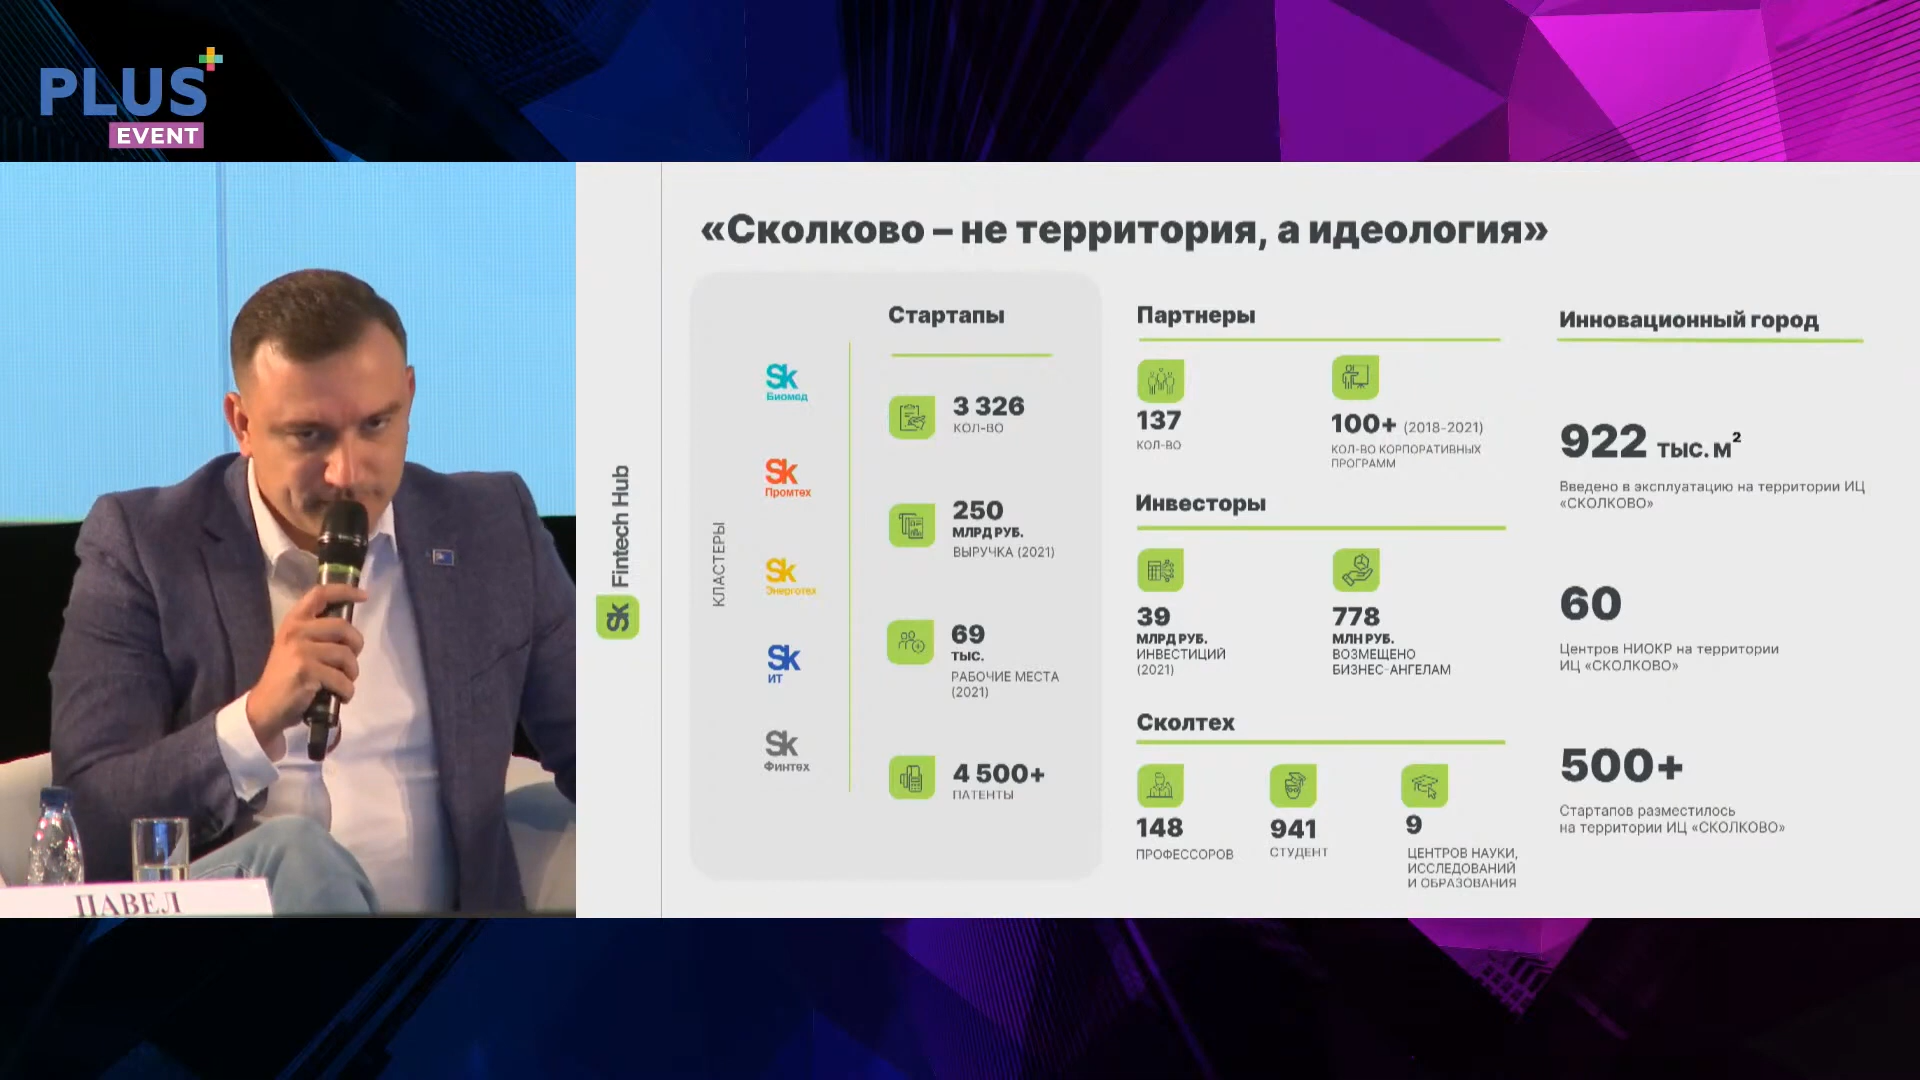 PLUS
EVENT
ПАВЕЛ
Sk Fintech Hub
«Сколково – не территория, а идеология»
КЛАСТЕРЫ
Sk
Биомед
Sk
Промтех
Sk
Энерготех
Sk
ИТ
Sk
Финтех
Стартапы
3 326
КОЛ-ВО
250
МЛРД РУБ.
ВЫРУЧКА (2021)
69
ТЫС.
РАБОЧИЕ МЕСТА
(2021)
4 500+
ПАТЕНТЫ
Партнеры
137
КОЛ-ВО
100+ (2018-2021)
КОЛ-ВО КОРПОРАТИВНЫХ
ПРОГРАММ
Инвесторы
39
МЛРД РУБ.
ИНВЕСТИЦИЙ
(2021)
778
МЛН РУБ.
ВОЗМЕЩЕНО
БИЗНЕС-АНГЕЛАМ
Сколтех
148
ПРОФЕССОРОВ
941
СТУДЕНТ
9
ЦЕНТРОВ НАУКИ,
ИССЛЕДОВАНИЙ
И ОБРАЗОВАНИЯ
Инновационный город
922 ТЫС. М²
Введено в эксплуатацию на территории ИЦ
«СКОЛКОВО»
60
Центров НИОКР на территории
ИЦ «СКОЛКОВО»
500+
Стартапов разместилось
на территории ИЦ «СКОЛКОВО»